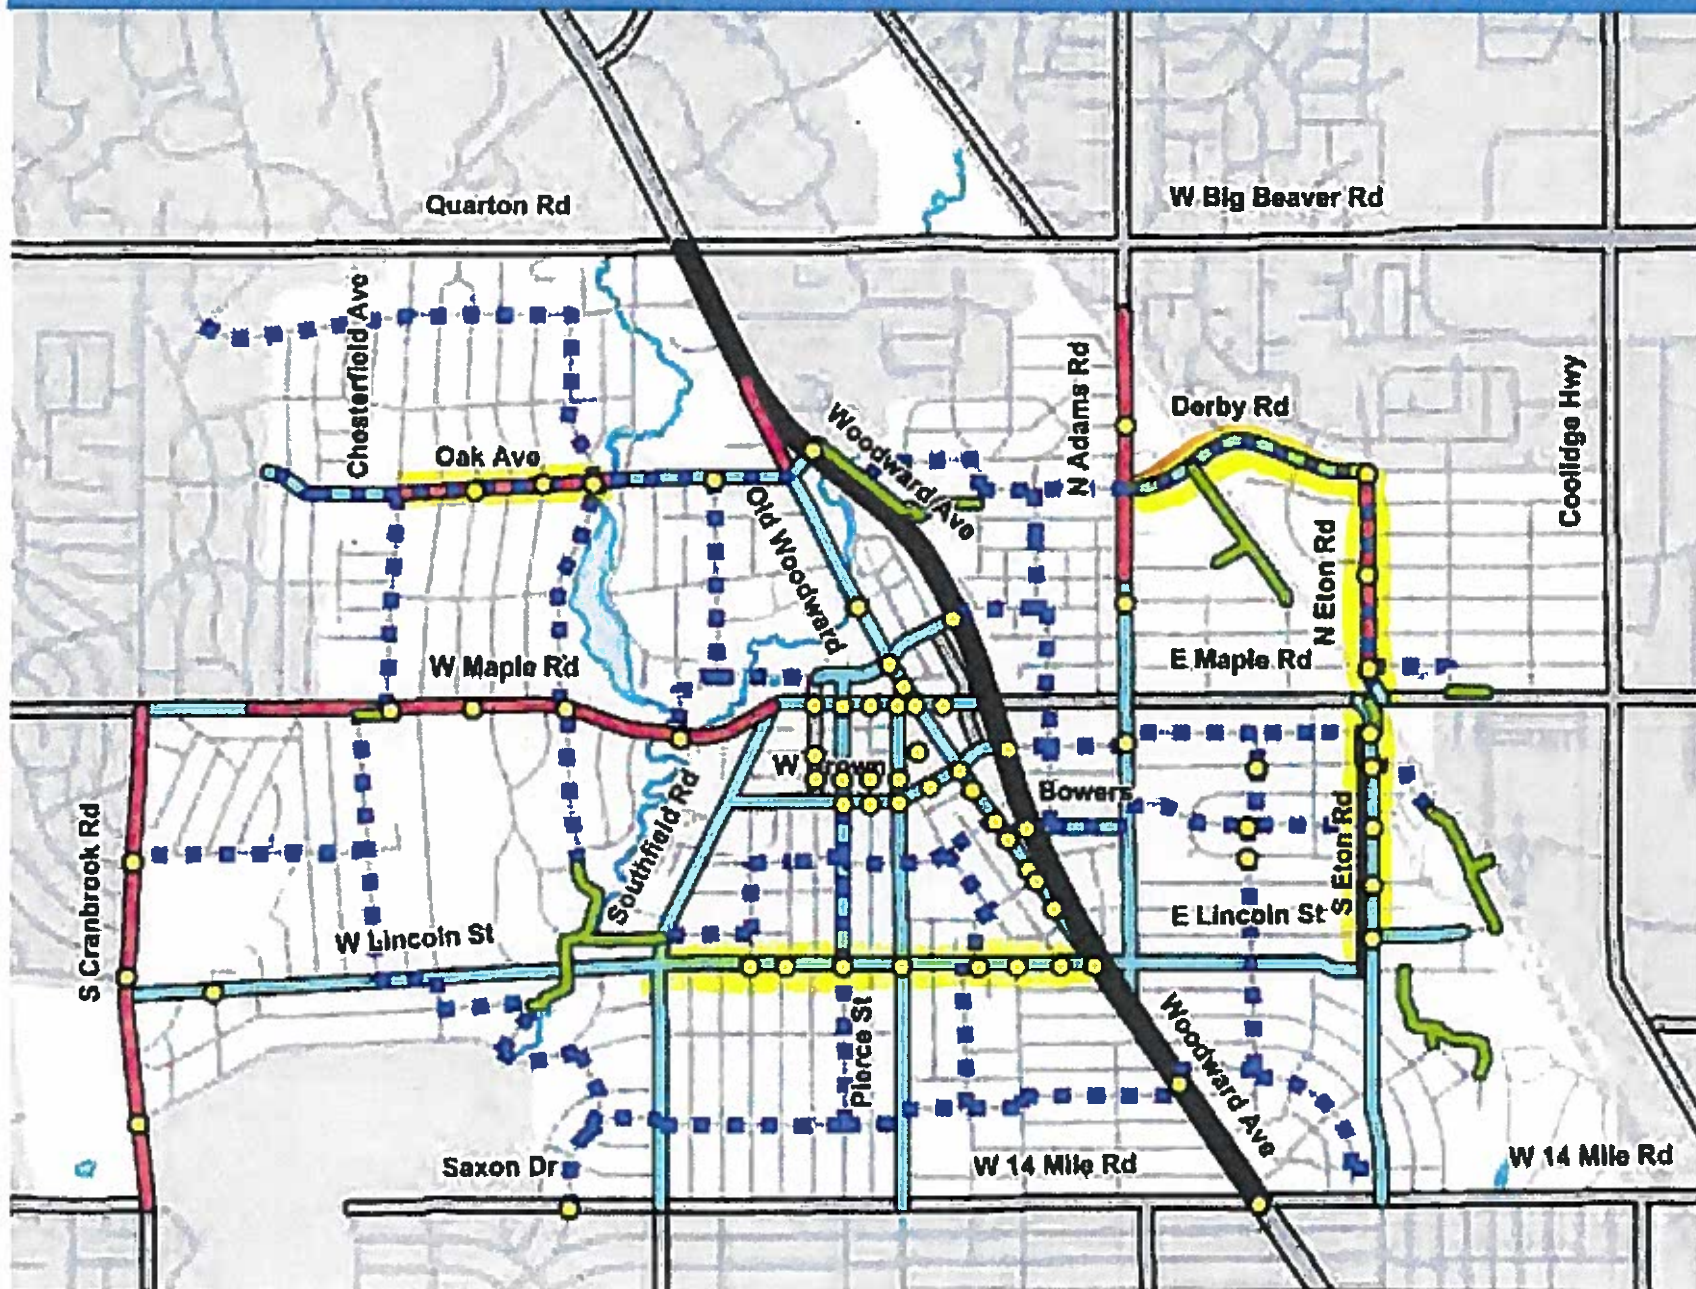 Quarton Rd
W Big Beaver Rd
Chesterfield Ave
N Adams Rd
Derby Rd
Coolidge Hwy
Woodward Ave
Oak Ave
Old Woodward
N Eton Rd
W Maple Rd
E Maple Rd
W Brown
Bowers
S Cranbrook Rd
Southfield Rd
S Eton Rd
W Lincoln St
E Lincoln St
Pierce St
Woodward Ave
Saxon Dr
W 14 Mile Rd
W 14 Mile Rd